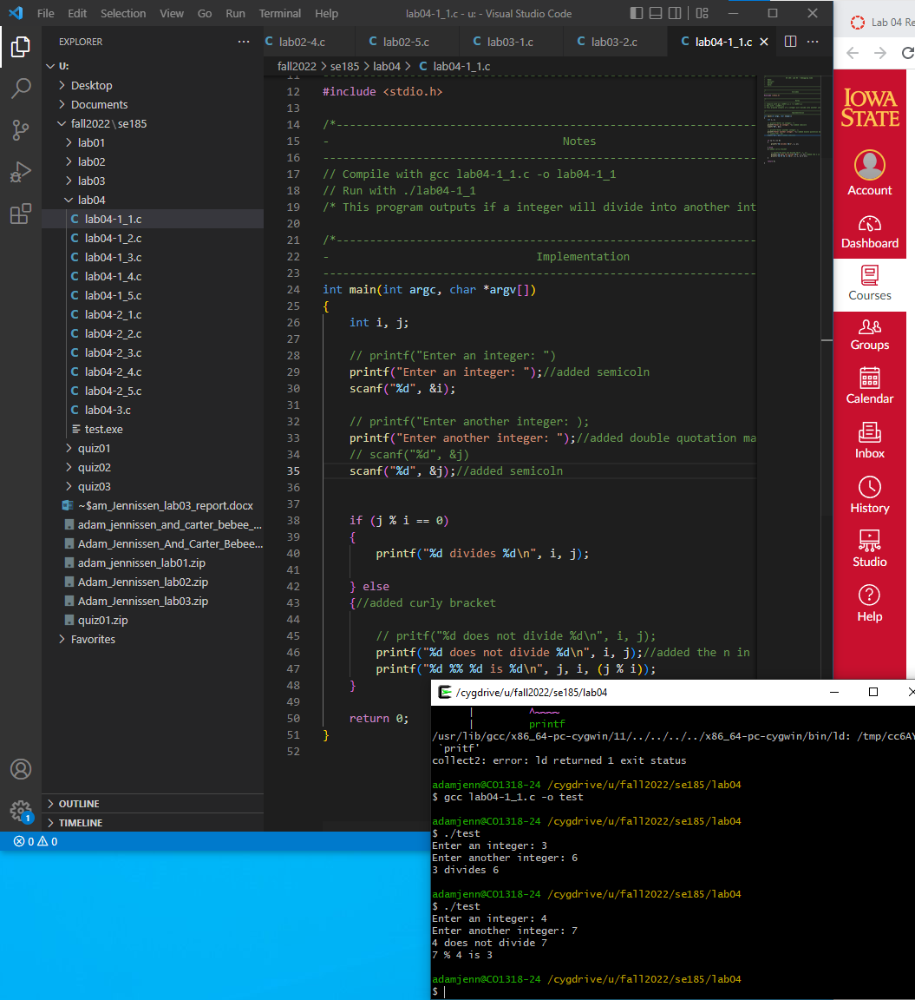 File Edit Selection View Go Run Terminal Help
lab04-1_1.c - u: - Visual Studio Code
EXPLORER
U:
Desktop
Documents
fall2022 \ se185
lab01
lab02
lab03
lab04
C lab04-1_1.c
C lab04-1_2.c
C lab04-1_3.c
C lab04-1_4.c
C lab04-1_5.c
C lab04-2_1.c
C lab04-2_2.c
C lab04-2_3.c
C lab04-2_4.c
C lab04-2_5.c
C lab04-3.c
test.exe
quiz01
quiz02
quiz03
~$am_Jennissen_lab03_report.docx
adam_jennissen_and_carter_bebee_...
Adam_Jennissen_And_Carter_Bebee...
adam_jennissen_lab01.zip
Adam_Jennissen_lab02.zip
Adam_Jennissen_lab03.zip
quiz01.zip
Favorites
OUTLINE
TIMELINE
1
0 0
C lab02-4.c C lab02-5.c C lab03-1.c C lab03-2.c C lab04-1_1.c
fall2022 > se185 > lab04 > C lab04-1_1.c
11
12 #include <stdio.h>
13
14 /*---------------------------------------------------------------
15 - Notes
16 -----------------------------------------------------------------
17 // Compile with gcc lab04-1_1.c -o lab04-1_1
18 // Run with ./lab04-1_1
19 /* This program outputs if a integer will divide into another int
20
21 /*---------------------------------------------------------------
22 - Implementation
23 -----------------------------------------------------------------
24 int main(int argc, char *argv[])
25 {
26 int i, j;
27
28 // printf("Enter an integer: ")
29 printf("Enter an integer: ");//added semicoln
30 scanf("%d", &i);
31
32 // printf("Enter another integer: );
33 printf("Enter another integer: ");//added double quotation ma
34 // scanf("%d", &j)
35 scanf("%d", &j);//added semicoln
36
37
38 if (j % i == 0)
39 {
40 printf("%d divides %d\n", i, j);
41
42 } else
43 {//added curly bracket
44
45 // pritf("%d does not divide %d\n", i, j);
46 printf("%d does not divide %d\n", i, j);//added the n in
47 printf("%d %% %d is %d\n", j, i, (j % i));
48 }
49
50 return 0;
51 }
52
/cygdrive/u/fall2022/se185/lab04
| ^~~~~
| printf
/usr/lib/gcc/x86_64-pc-cygwin/11/../../../../x86_64-pc-cygwin/bin/ld: /tmp/cc6AY
`pritf'
collect2: error: ld returned 1 exit status
adamjenn@CO1318-24 /cygdrive/u/fall2022/se185/lab04
$ gcc lab04-1_1.c -o test
adamjenn@CO1318-24 /cygdrive/u/fall2022/se185/lab04
$ ./test
Enter an integer: 3
Enter another integer: 6
3 divides 6
adamjenn@CO1318-24 /cygdrive/u/fall2022/se185/lab04
$ ./test
Enter an integer: 4
Enter another integer: 7
4 does not divide 7
7 % 4 is 3
adamjenn@CO1318-24 /cygdrive/u/fall2022/se185/lab04
$
Lab 04 Re
IOWA
STATE
Account
Dashboard
Courses
Groups
Calendar
Inbox
History
Studio
Help